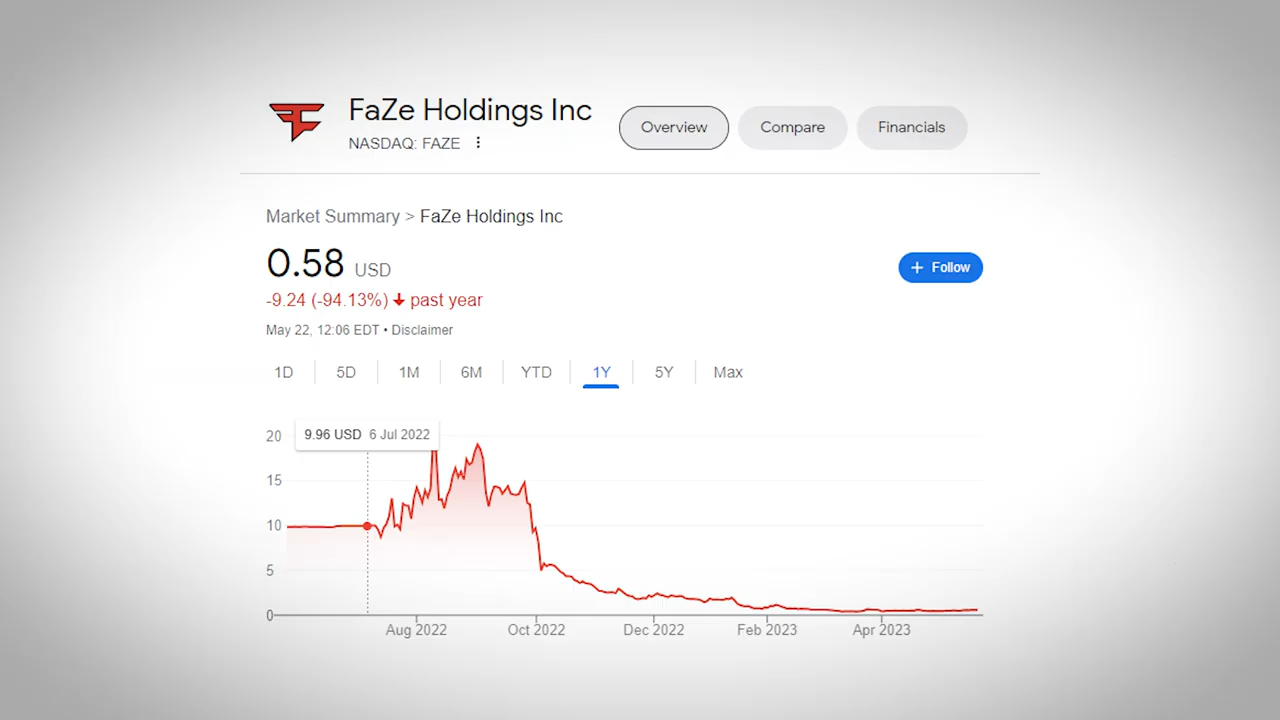 FaZe Holdings Inc
NASDAQ: FAZE
Overview
Compare
Financials
Market Summary > FaZe Holdings Inc
0.58 USD
+ Follow
-9.24 (-94.13%) ↓ past year
May 22, 12:06 EDT • Disclaimer
1D 5D 1M 6M YTD 1Y 5Y Max
9.96 USD 6 Jul 2022
20
15
10
5
0
Aug 2022 Oct 2022 Dec 2022 Feb 2023 Apr 2023